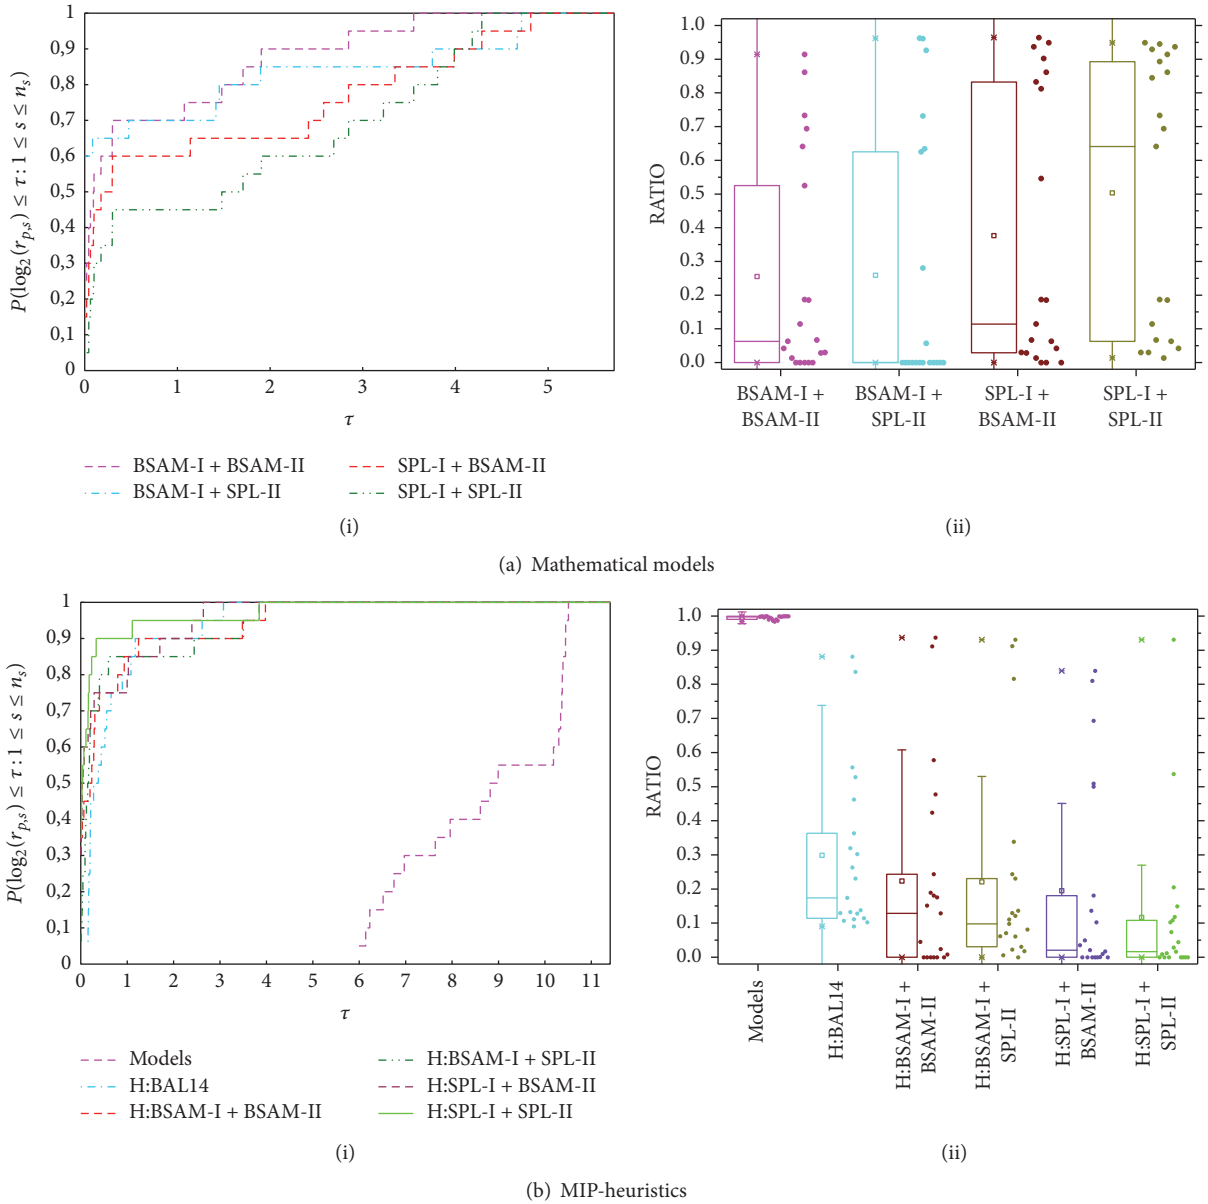 1
0,9
0,8
0,7
0,6
0,5
0,4
0,3
0,2
0,1
0
P(log₂(r_{p,s}) ≤ τ : 1 ≤ s ≤ n_s)
0 1 2 3 4 5
τ
BSAM-I + BSAM-II
BSAM-I + SPL-II
SPL-I + BSAM-II
SPL-I + SPL-II
(i)
1.0
0.9
0.8
0.7
0.6
0.5
0.4
0.3
0.2
0.1
0.0
RATIO
BSAM-I +
BSAM-II
BSAM-I +
SPL-II
SPL-I +
BSAM-II
SPL-I +
SPL-II
(ii)
(a) Mathematical models
1
0,9
0,8
0,7
0,6
0,5
0,4
0,3
0,2
0,1
0
P(log₂(r_{p,s}) ≤ τ : 1 ≤ s ≤ n_s)
0 1 2 3 4 5 6 7 8 9 10 11
τ
Models
H:BAL14
H:BSAM-I + BSAM-II
H:BSAM-I + SPL-II
H:SPL-I + BSAM-II
H:SPL-I + SPL-II
(i)
1.0
0.9
0.8
0.7
0.6
0.5
0.4
0.3
0.2
0.1
0.0
RATIO
Models
H:BAL14
H:BSAM-I +
BSAM-II
H:BSAM-I +
SPL-II
H:SPL-I +
BSAM-II
H:SPL-I +
SPL-II
(ii)
(b) MIP-heuristics